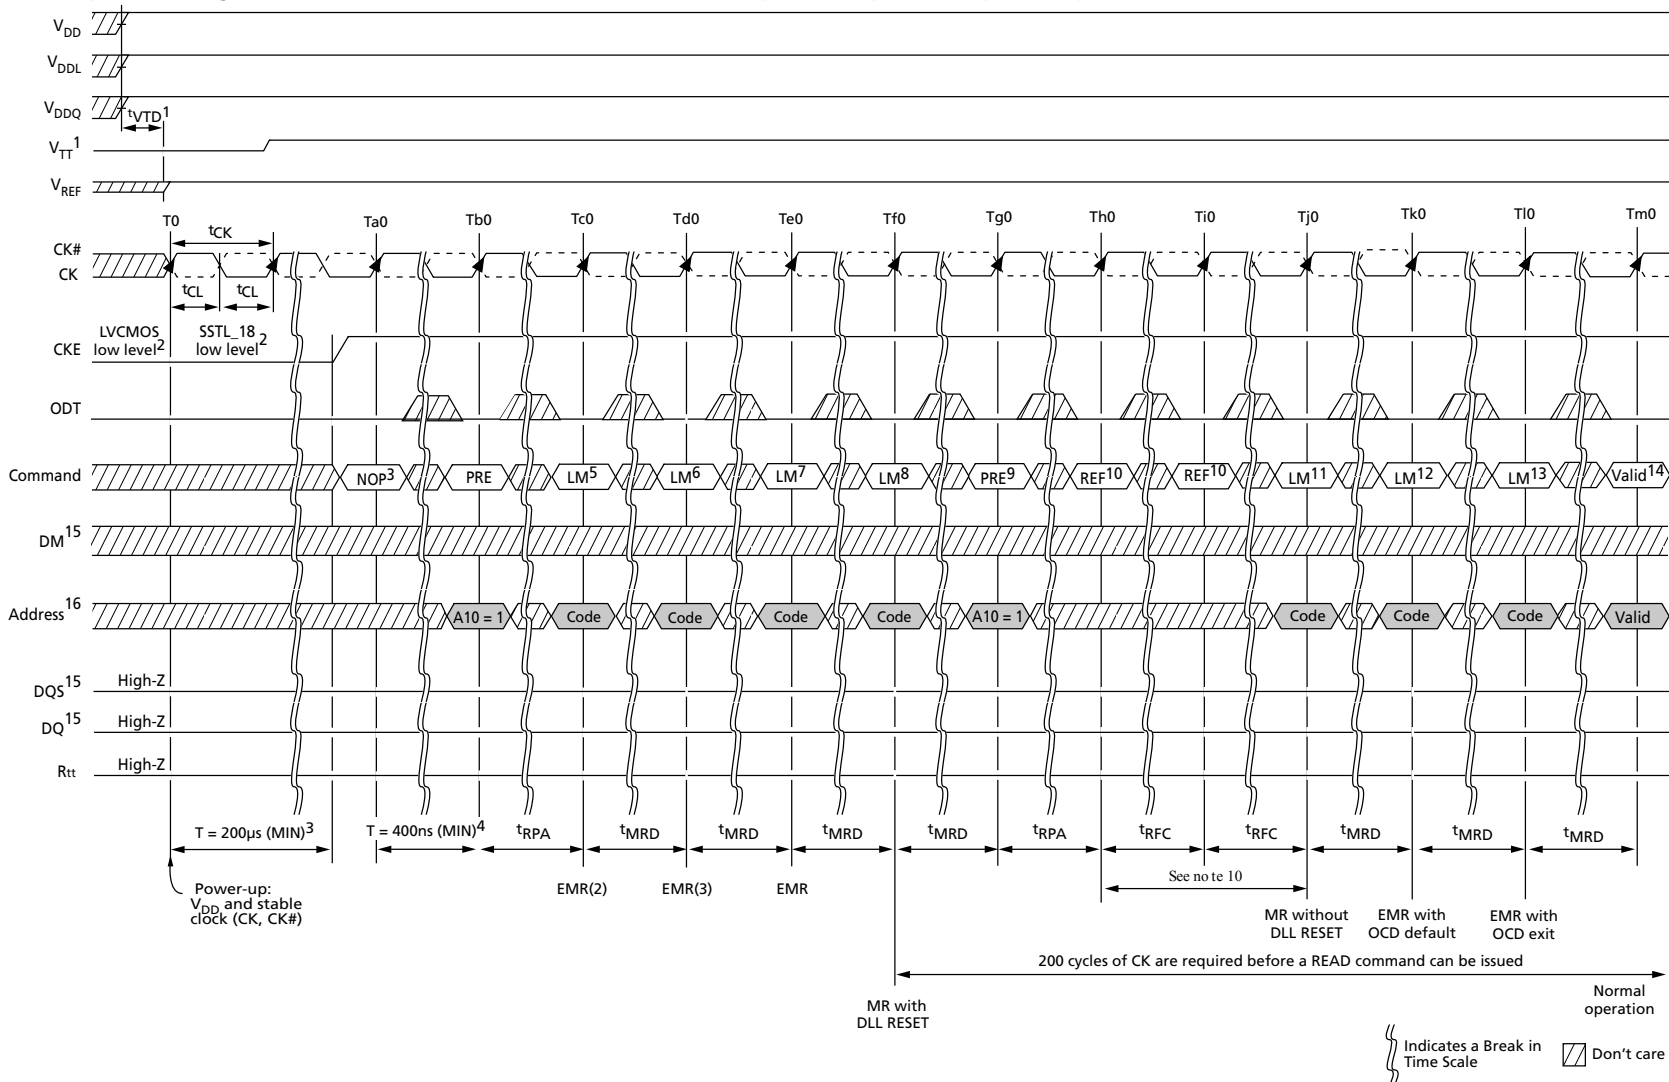 VDD
VDDL
VDDQ
tVTD1
VTT1
VREF
T0 Ta0 Tb0 Tc0 Td0 Te0 Tf0 Tg0 Th0 Ti0 Tj0 Tk0 Tl0 Tm0
tCK
CK#
CK
tCL tCL
LVCMOS low level2
SSTL_18 low level2
CKE
ODT
Command NOP3 PRE LM5 LM6 LM7 LM8 PRE9 REF10 REF10 LM11 LM12 LM13 Valid14
DM15
Address16 A10 = 1 Code Code Code Code A10 = 1 Code Code Code Valid
DQS15 High-Z
DQ15 High-Z
Rtt High-Z
T = 200µs (MIN)3 T = 400ns (MIN)4 tRPA tMRD tMRD tMRD tMRD tRPA tRFC tRFC tMRD tMRD tMRD
See no te 10
Power-up:
VDD and stable
clock (CK, CK#)
EMR(2) EMR(3) EMR
MR without
DLL RESET
EMR with
OCD default
EMR with
OCD exit
200 cycles of CK are required before a READ command can be issued
MR with
DLL RESET
Normal
operation
Indicates a Break in
Time Scale
Don't care